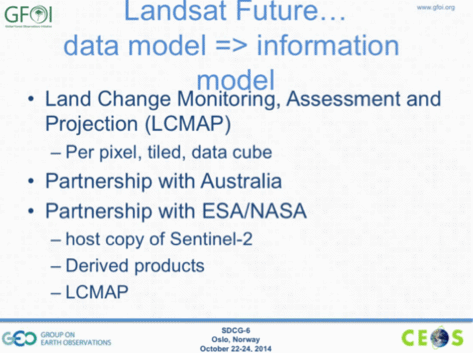 GFOI
www.gfoi.org
Landsat Future…
data model => information
model
• Land Change Monitoring, Assessment and
Projection (LCMAP)
– Per pixel, tiled, data cube
• Partnership with Australia
• Partnership with ESA/NASA
– host copy of Sentinel-2
– Derived products
– LCMAP
GEO GROUP ON
EARTH OBSERVATIONS
SDCG-6
Oslo, Norway
October 22-24, 2014
CEOS